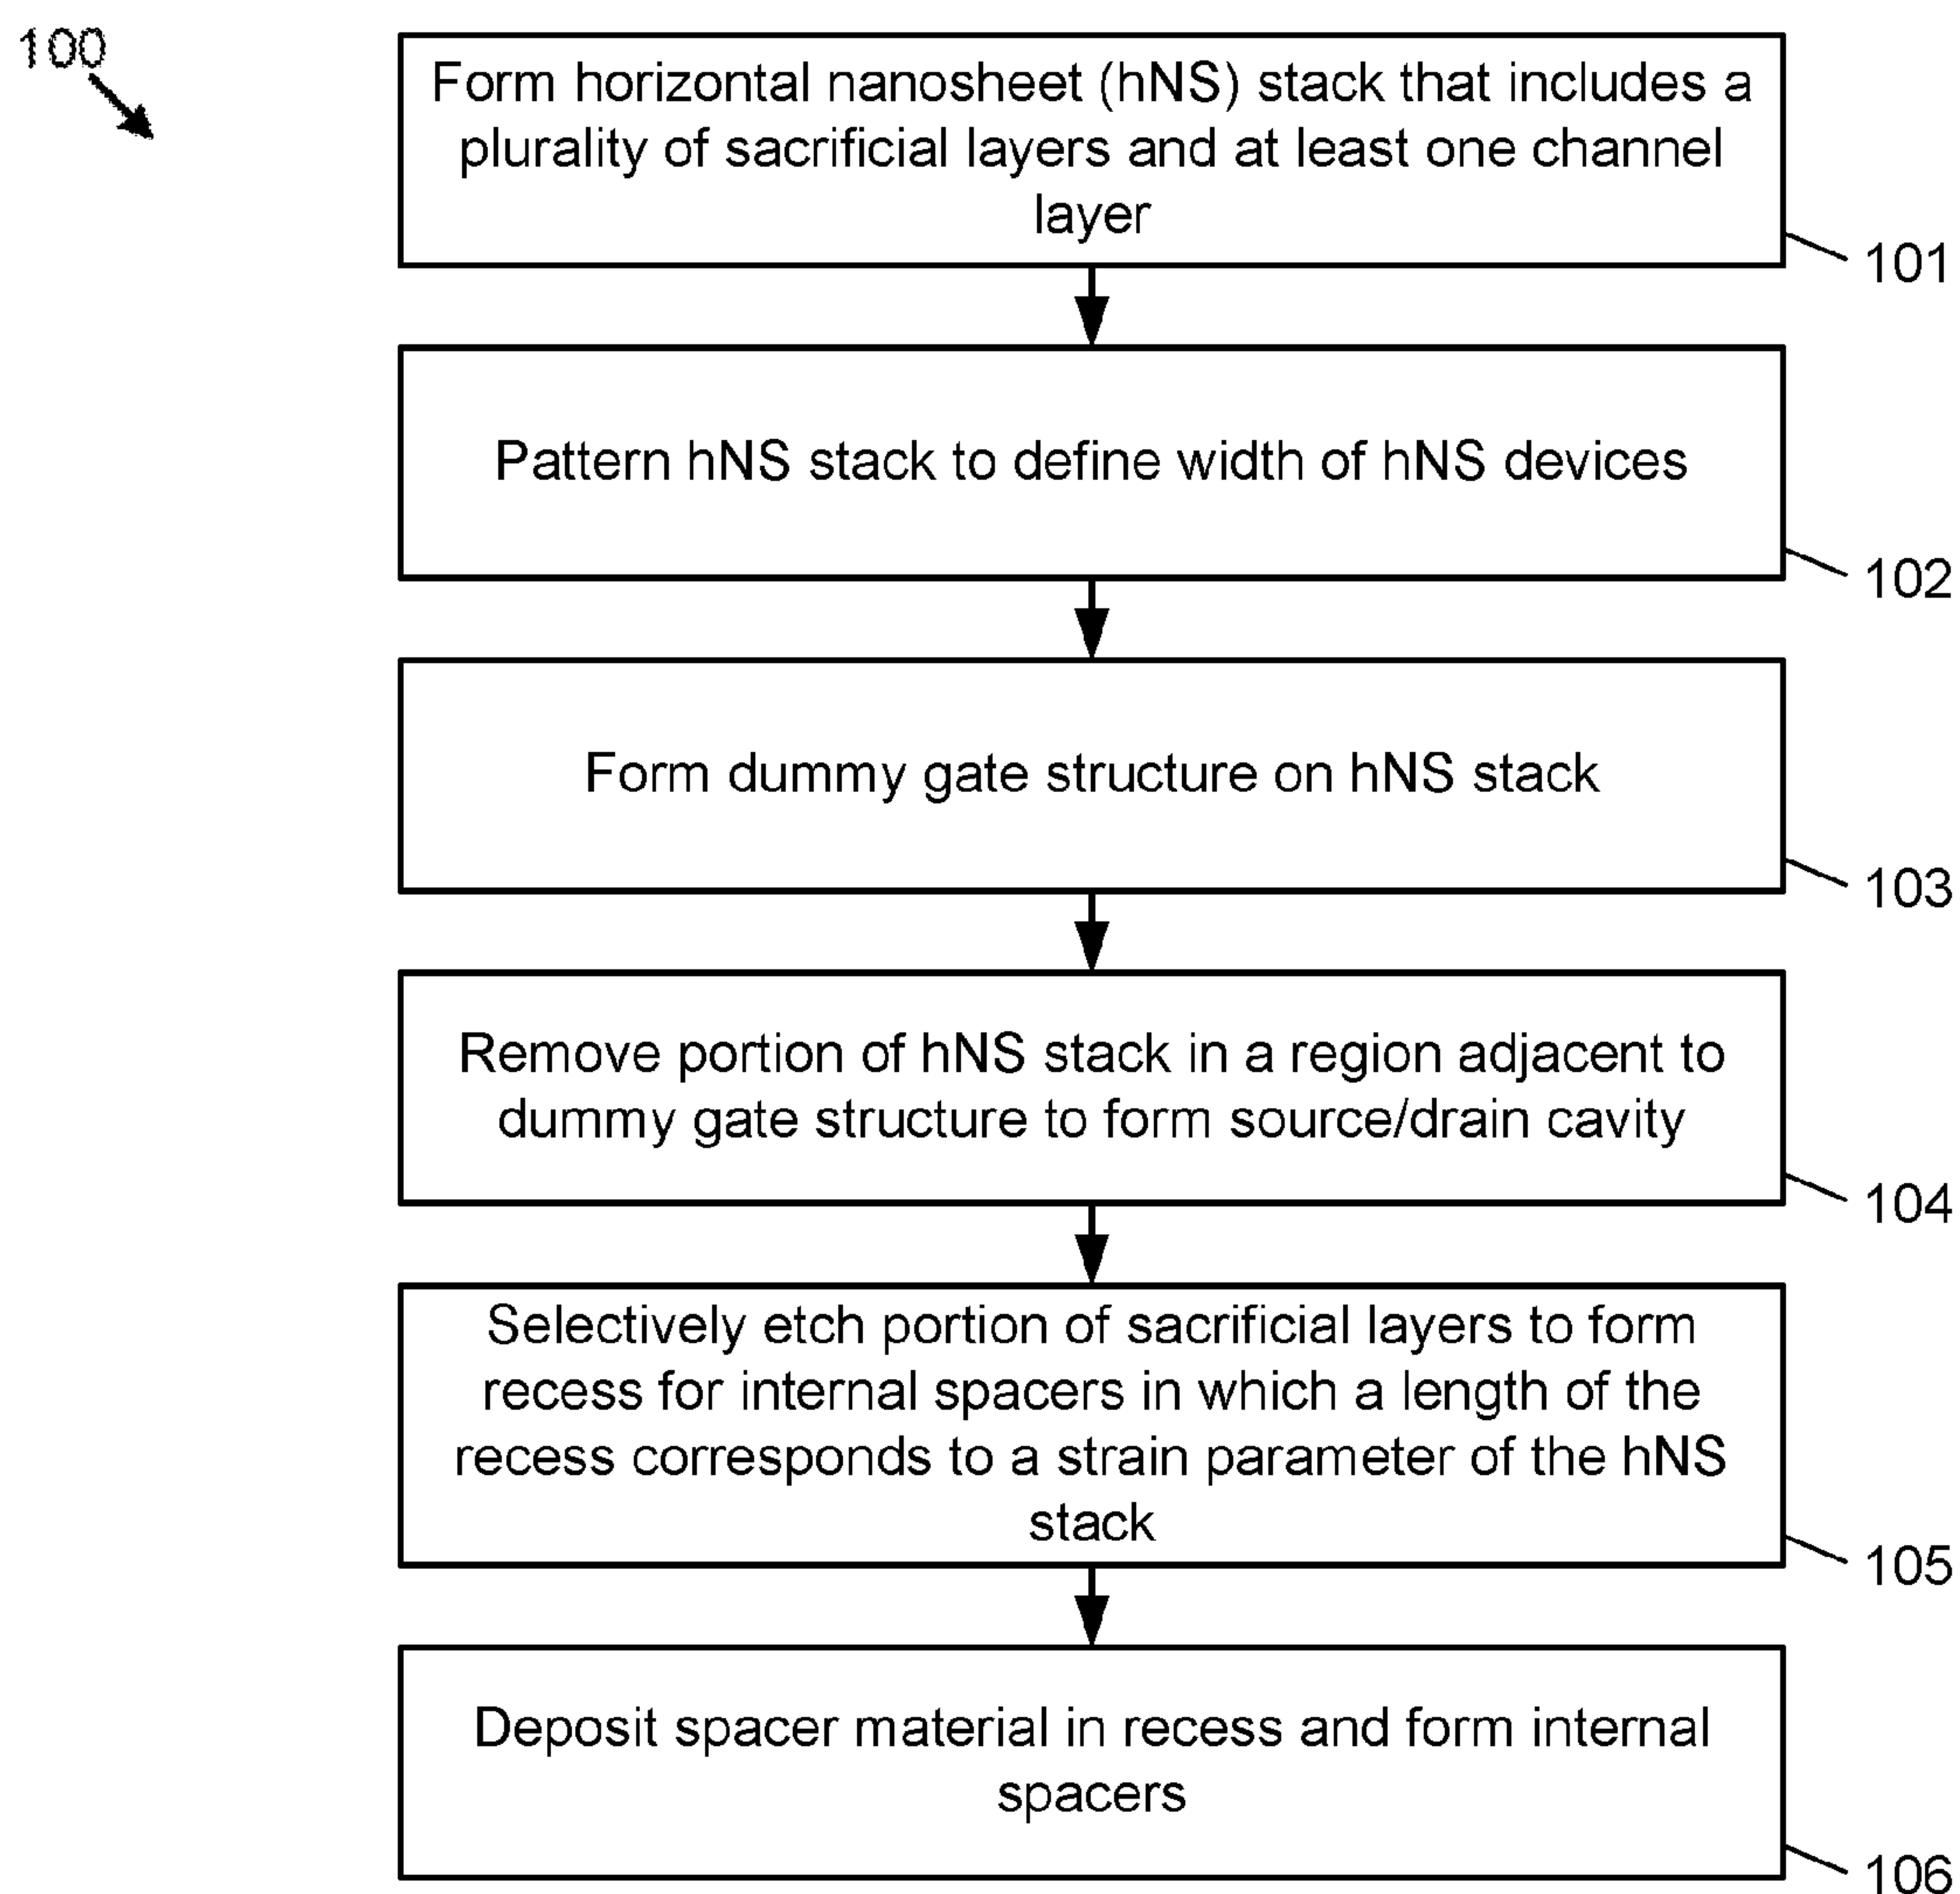 100
Form horizontal nanosheet (hNS) stack that includes a
plurality of sacrificial layers and at least one channel
layer
101
Pattern hNS stack to define width of hNS devices
102
Form dummy gate structure on hNS stack
103
Remove portion of hNS stack in a region adjacent to
dummy gate structure to form source/drain cavity
104
Selectively etch portion of sacrificial layers to form
recess for internal spacers in which a length of the
recess corresponds to a strain parameter of the hNS
stack
105
Deposit spacer material in recess and form internal
spacers
106